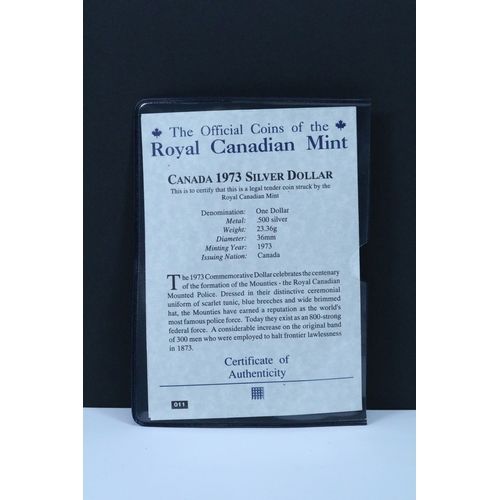 The Official Coins of the
Royal Canadian Mint
CANADA 1973 SILVER DOLLAR
This is to certify that this is a legal tender coin struck by the
Royal Canadian Mint
Denomination: One Dollar
Metal: .500 silver
Weight: 23.36g
Diameter: 36mm
Minting Year: 1973
Issuing Nation: Canada
The 1973 Commemorative Dollar celebrates the centenary
of the formation of the Mounties - the Royal Canadian
Mounted Police. Dressed in their distinctive ceremonial
uniform of scarlet tunic, blue breeches and wide brimmed
hat, the Mounties have earned a reputation as the world's
most famous police force. Today they exist as an 800-strong
federal force. A considerable increase on the original band
of 300 men who were employed to halt frontier lawlessness
in 1873.
Certificate of
Authenticity
011